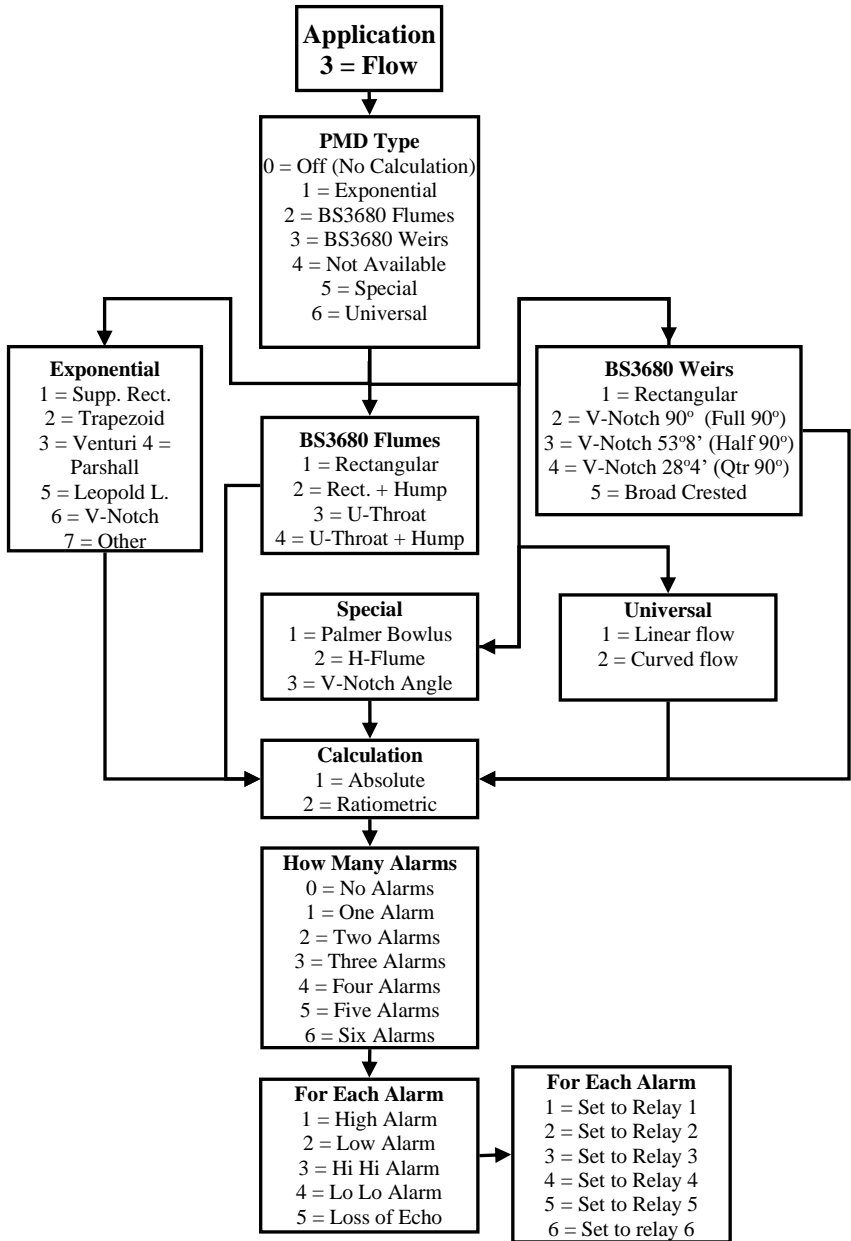 Application
3 = Flow
PMD Type
0 = Off (No Calculation)
1 = Exponential
2 = BS3680 Flumes
3 = BS3680 Weirs
4 = Not Available
5 = Special
6 = Universal
Exponential
1 = Supp. Rect.
2 = Trapezoid
3 = Venturi 4 =
Parshall
5 = Leopold L.
6 = V-Notch
7 = Other
BS3680 Flumes
1 = Rectangular
2 = Rect. + Hump
3 = U-Throat
4 = U-Throat + Hump
BS3680 Weirs
1 = Rectangular
2 = V-Notch 90º (Full 90º)
3 = V-Notch 53º8’ (Half 90º)
4 = V-Notch 28º4’ (Qtr 90º)
5 = Broad Crested
Special
1 = Palmer Bowlus
2 = H-Flume
3 = V-Notch Angle
Universal
1 = Linear flow
2 = Curved flow
Calculation
1 = Absolute
2 = Ratiometric
How Many Alarms
0 = No Alarms
1 = One Alarm
2 = Two Alarms
3 = Three Alarms
4 = Four Alarms
5 = Five Alarms
6 = Six Alarms
For Each Alarm
1 = High Alarm
2 = Low Alarm
3 = Hi Hi Alarm
4 = Lo Lo Alarm
5 = Loss of Echo
For Each Alarm
1 = Set to Relay 1
2 = Set to Relay 2
3 = Set to Relay 3
4 = Set to Relay 4
5 = Set to Relay 5
6 = Set to relay 6